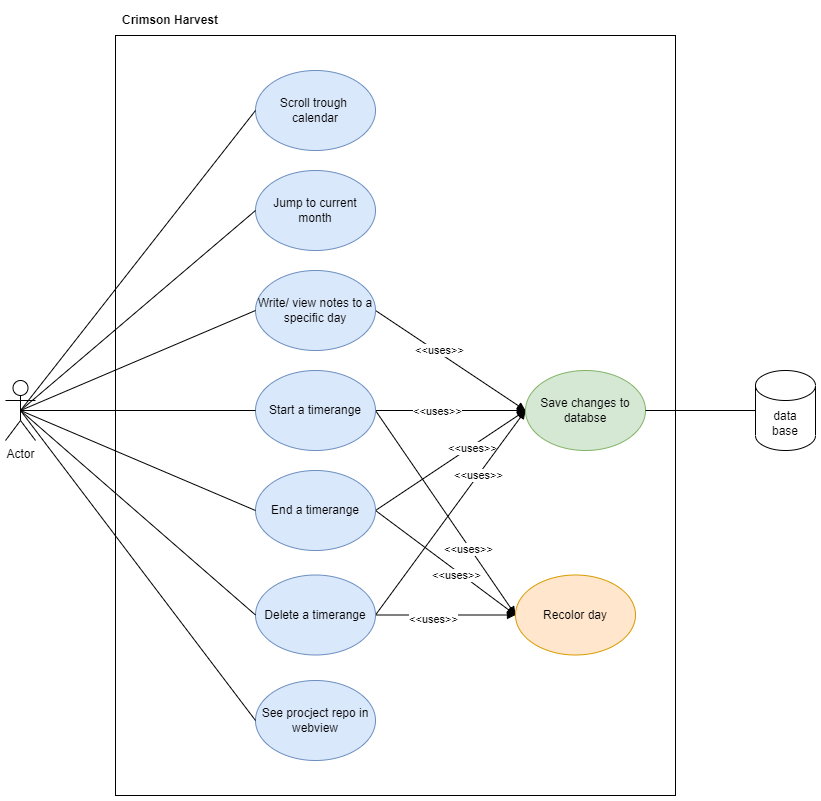 Crimson Harvest
Scroll trough
calendar
Jump to current
month
Write/ view notes to a
specific day
<<uses>>
Actor
Start a timerange
<<uses>>
Save changes to
databse
data
base
<<uses>>
<<uses>>
End a timerange
<<uses>>
<<uses>>
Delete a timerange
<<uses>>
Recolor day
See procject repo in
webview